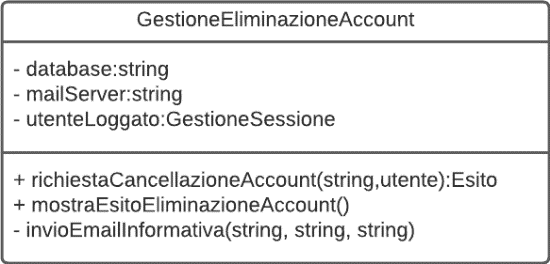 GestioneEliminazioneAccount
- database:string
- mailServer:string
- utenteLoggato:GestioneSessione
+ richiestaCancellazioneAccount(string,utente):Esito
+ mostraEsitoEliminazioneAccount()
- invioEmailInformativa(string, string, string)